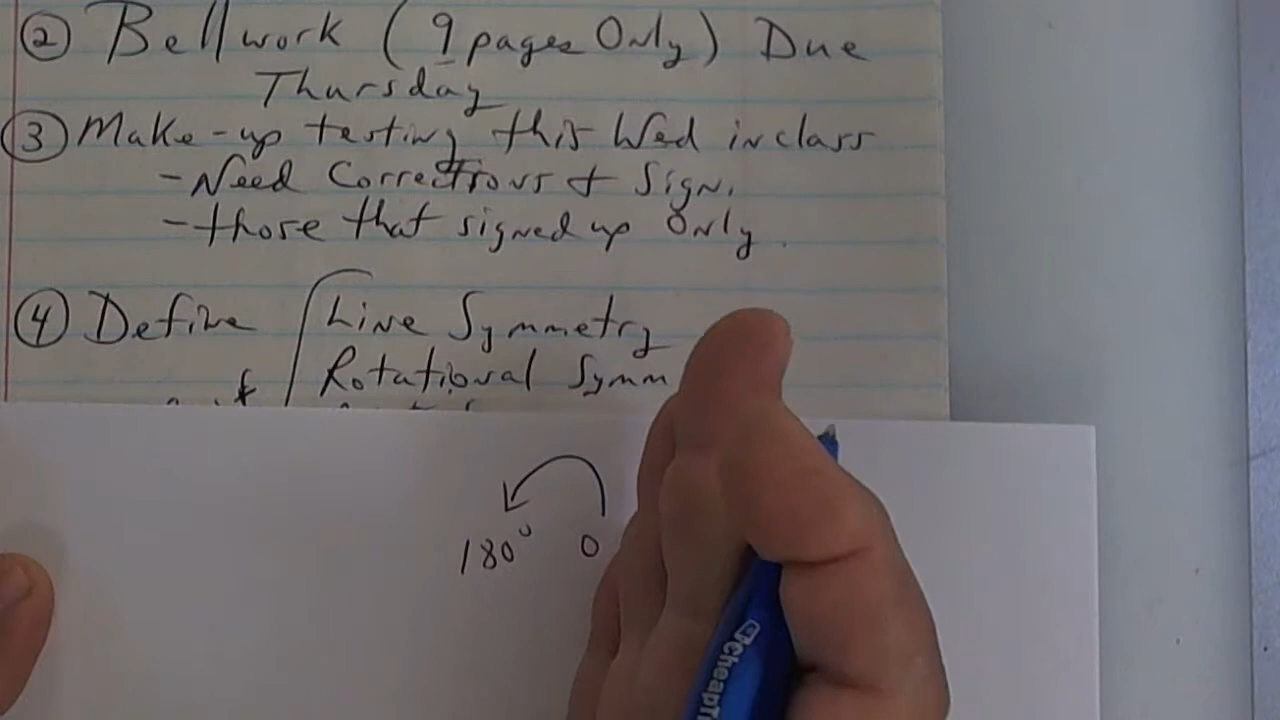 ② Bellwork (9 pages Only) Due
Thursday
③ Make-up testing this Wed in class
- Need Corrections + Sign.
- those that signed up Only.
④ Define Line Symmetry
Rotational Symm
180° 0
CheapT